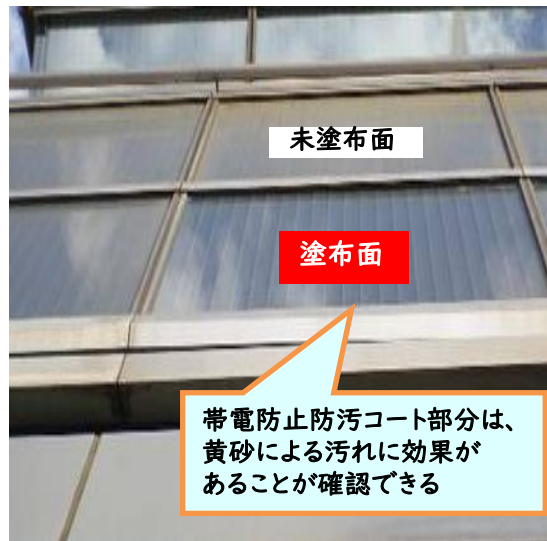 未塗布面
塗布面
帯電防止防汚コート部分は、
黄砂による汚れに効果が
あることが確認できる